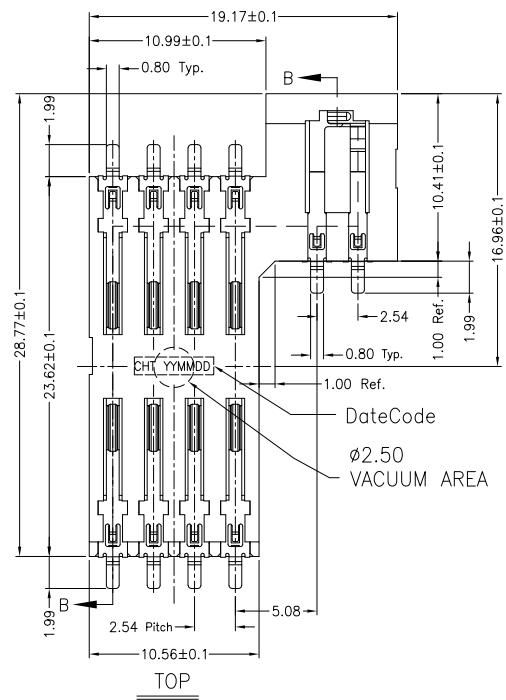 19.17±0.1
10.99±0.1
0.80 Typ.
B
1.99
10.41±0.1
16.96±0.1
28.77±0.1
23.62±0.1
2.54
1.99
1.00 Ref.
0.80 Typ.
1.00 Ref.
CHT YYMMDD
DateCode
ø2.50
VACUUM AREA
1.99
B
5.08
2.54 Pitch
10.56±0.1
TOP